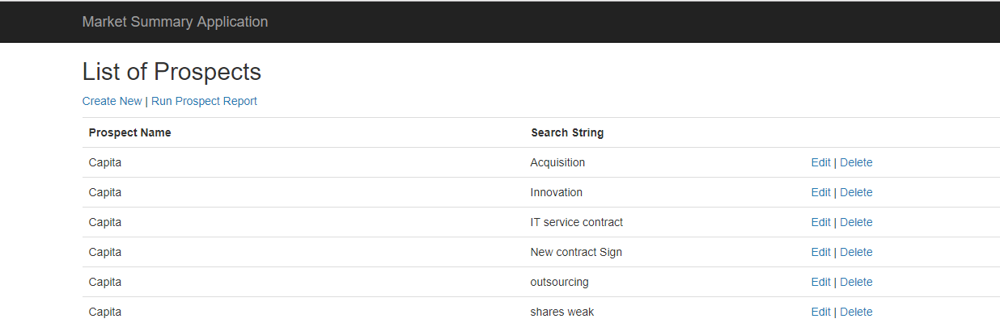 Market Summary Application
List of Prospects
Create New | Run Prospect Report
Prospect Name Search String
Capita Acquisition Edit | Delete
Capita Innovation Edit | Delete
Capita IT service contract Edit | Delete
Capita New contract Sign Edit | Delete
Capita outsourcing Edit | Delete
Capita shares weak Edit | Delete